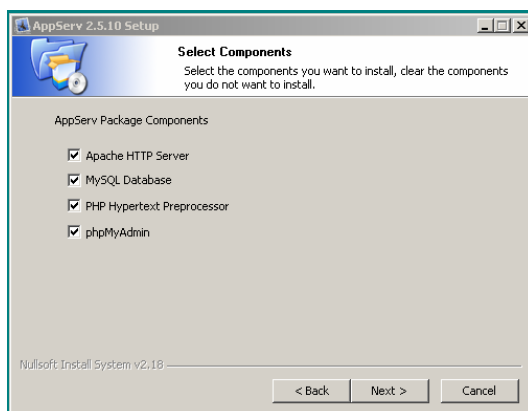 AppServ 2.5.10 Setup
Select Components
Select the components you want to install, clear the components
you do not want to install.
AppServ Package Components
Apache HTTP Server
MySQL Database
PHP Hypertext Preprocessor
phpMyAdmin
Nullsoft Install System v2.18
< Back
Next >
Cancel